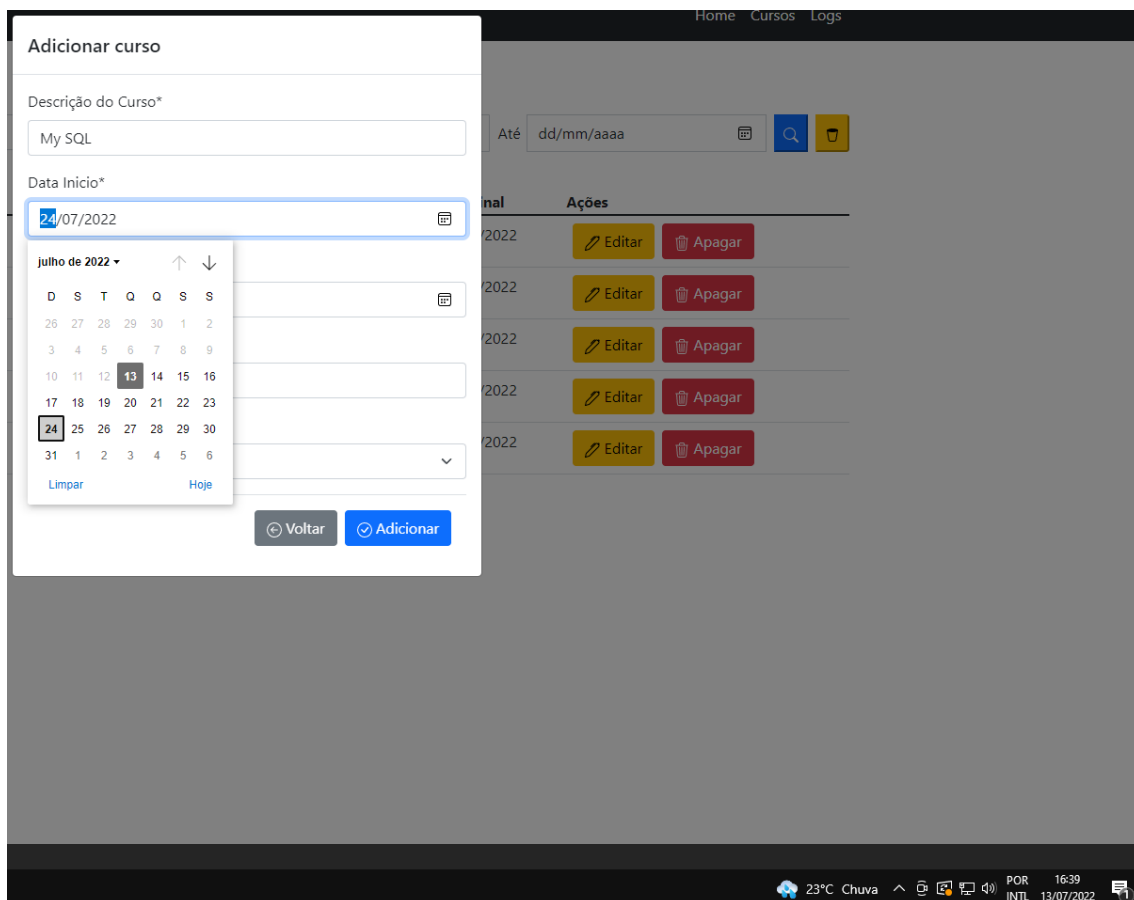 Home Cursos Logs
Adicionar curso
Descrição do Curso*
My SQL
Até dd/mm/aaaa
Data Inicio*
24/07/2022
inal Ações
/2022 Editar Apagar
/2022 Editar Apagar
/2022 Editar Apagar
/2022 Editar Apagar
/2022 Editar Apagar
julho de 2022
D S T Q Q S S
26 27 28 29 30 1 2
3 4 5 6 7 8 9
10 11 12 13 14 15 16
17 18 19 20 21 22 23
24 25 26 27 28 29 30
31 1 2 3 4 5 6
Limpar Hoje
Voltar Adicionar
23°C Chuva
POR
INTL
16:39
13/07/2022
1